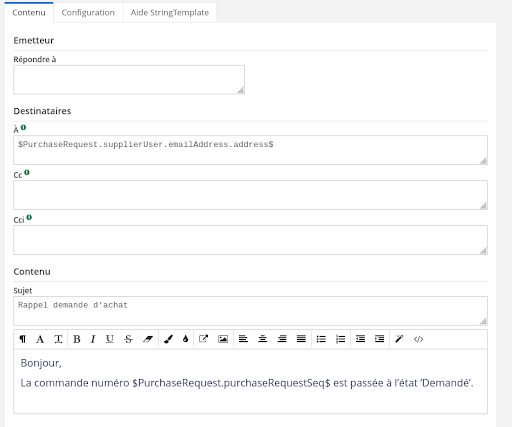 Contenu Configuration Aide StringTemplate
Emetteur
Répondre à
Destinataires
À
$PurchaseRequest.supplierUser.emailAddress.address$
Cc
Cci
Contenu
Sujet
Rappel demande d'achat
Bonjour,
La commande numéro $PurchaseRequest.purchaseRequestSeq$ est passée à l’état ’Demandé’.